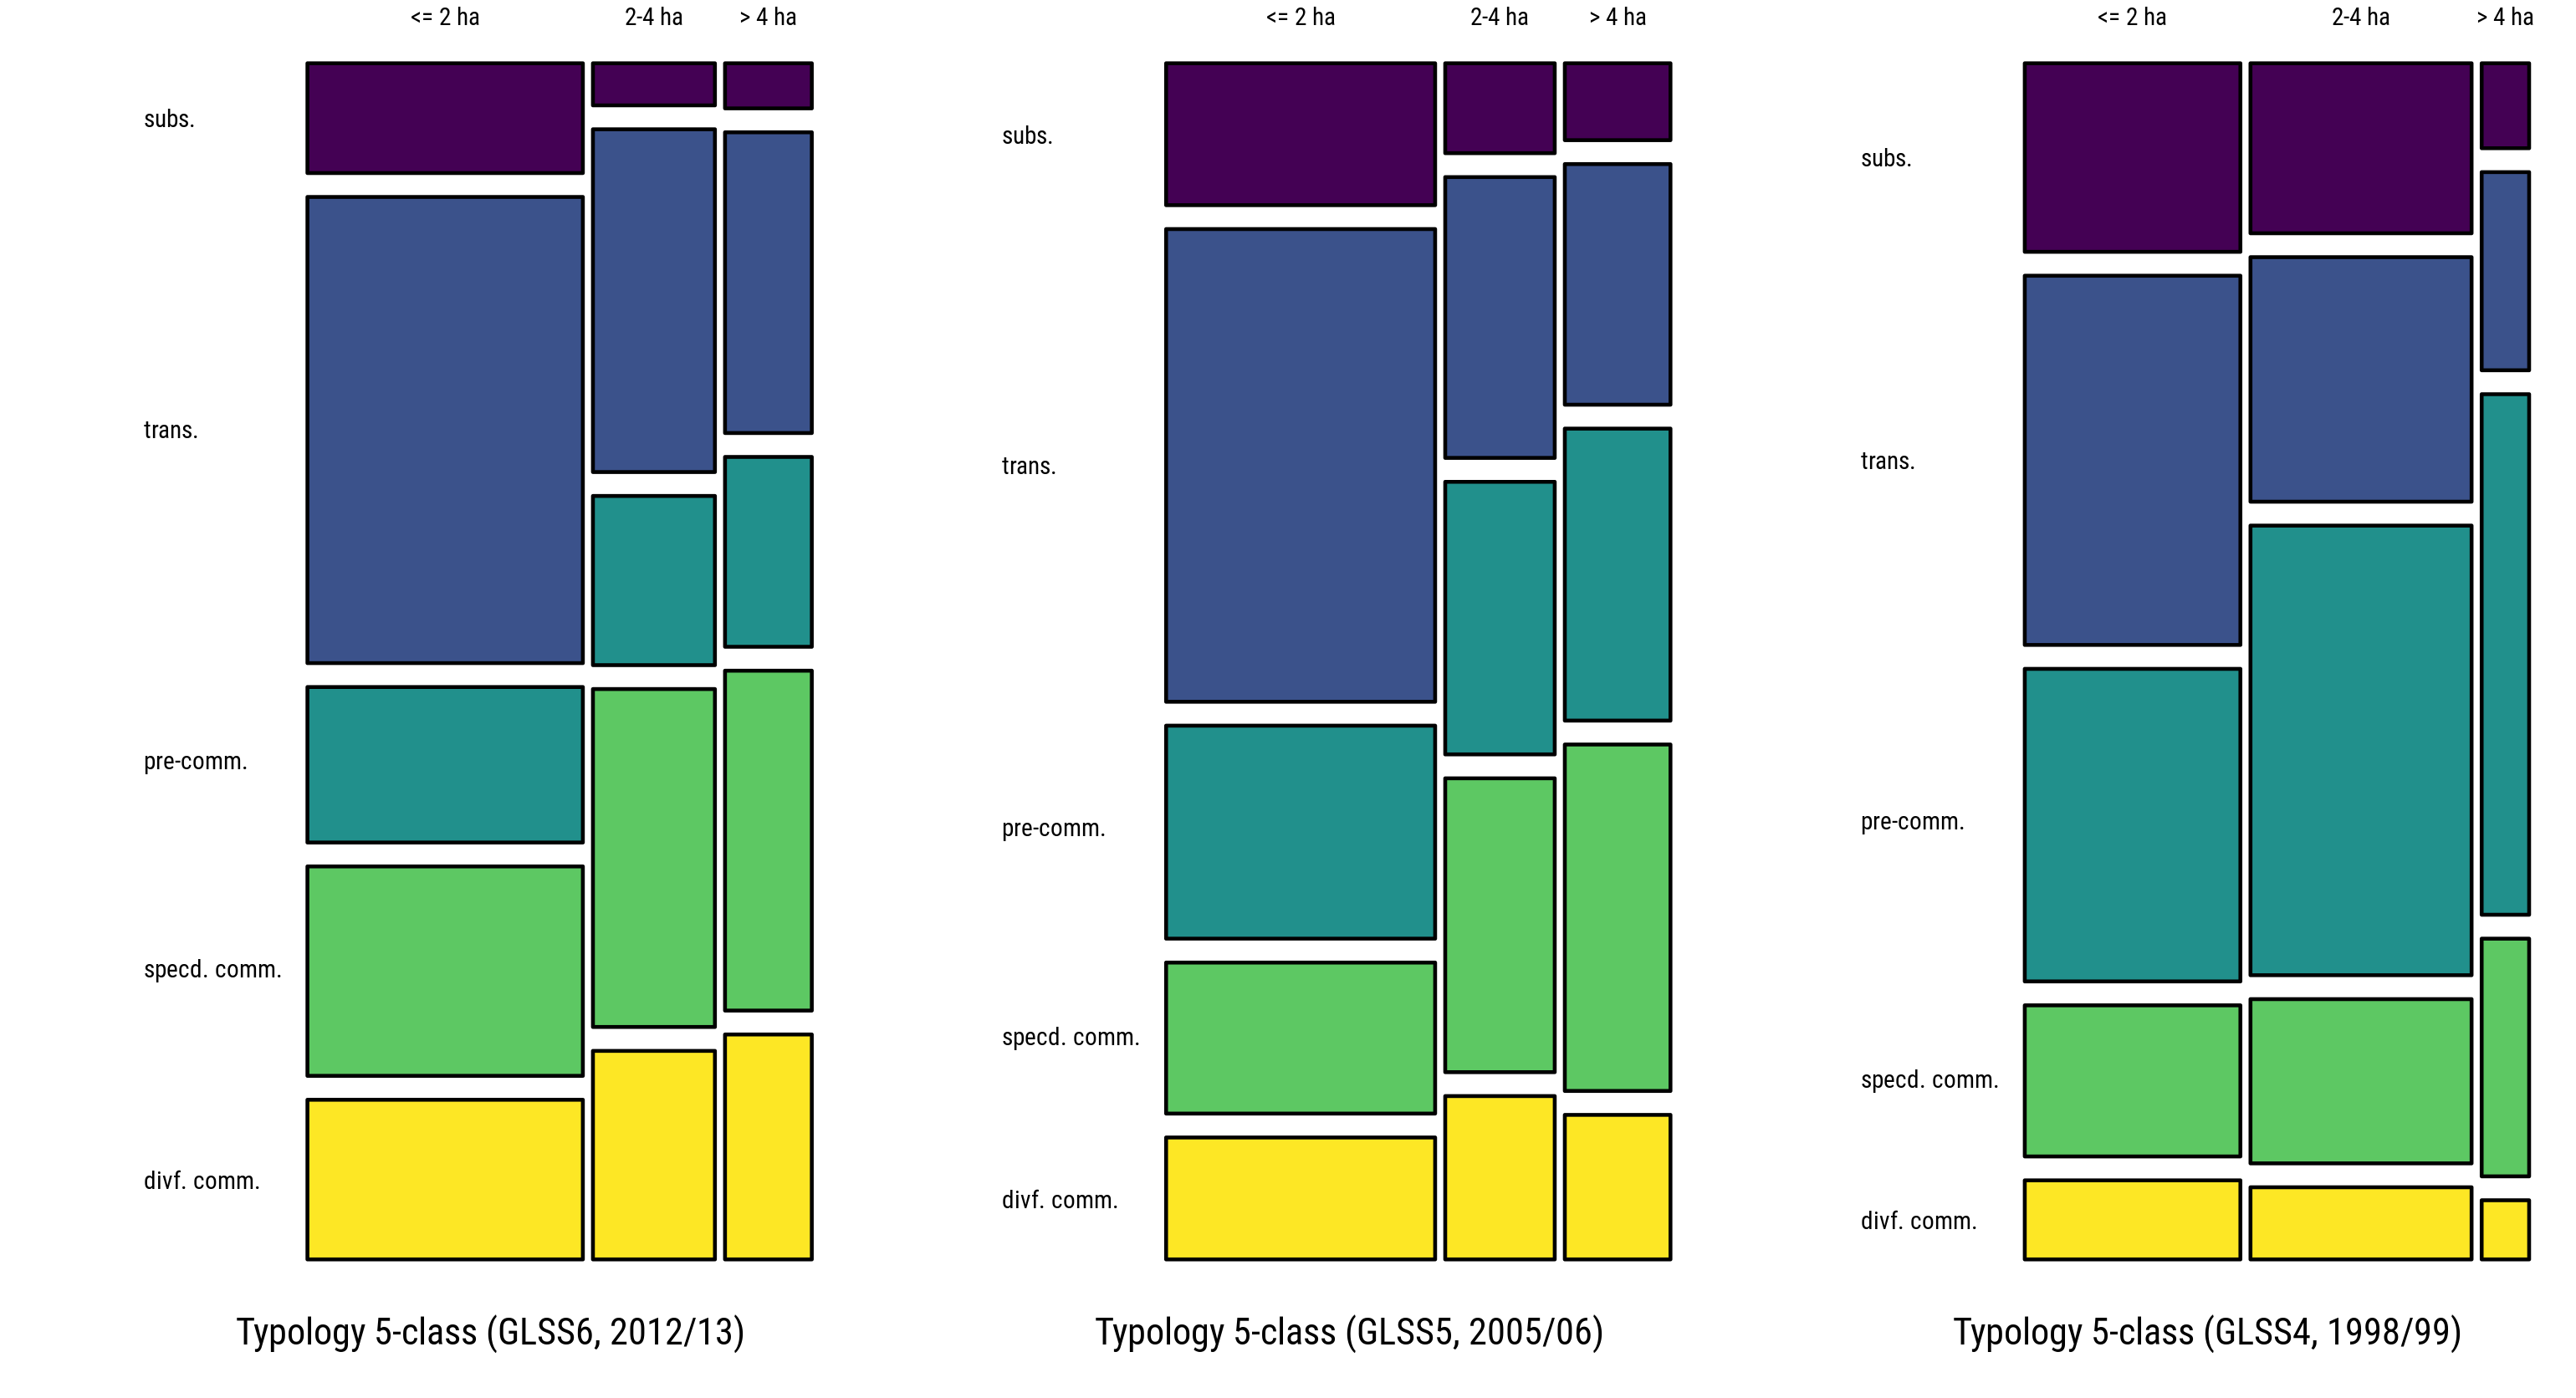 <= 2 ha
2-4 ha
> 4 ha
subs.
trans.
pre-comm.
specd. comm.
divf. comm.
Typology 5-class (GLSS6, 2012/13)
<= 2 ha
2-4 ha
> 4 ha
subs.
trans.
pre-comm.
specd. comm.
divf. comm.
Typology 5-class (GLSS5, 2005/06)
<= 2 ha
2-4 ha
> 4 ha
subs.
trans.
pre-comm.
specd. comm.
divf. comm.
Typology 5-class (GLSS4, 1998/99)